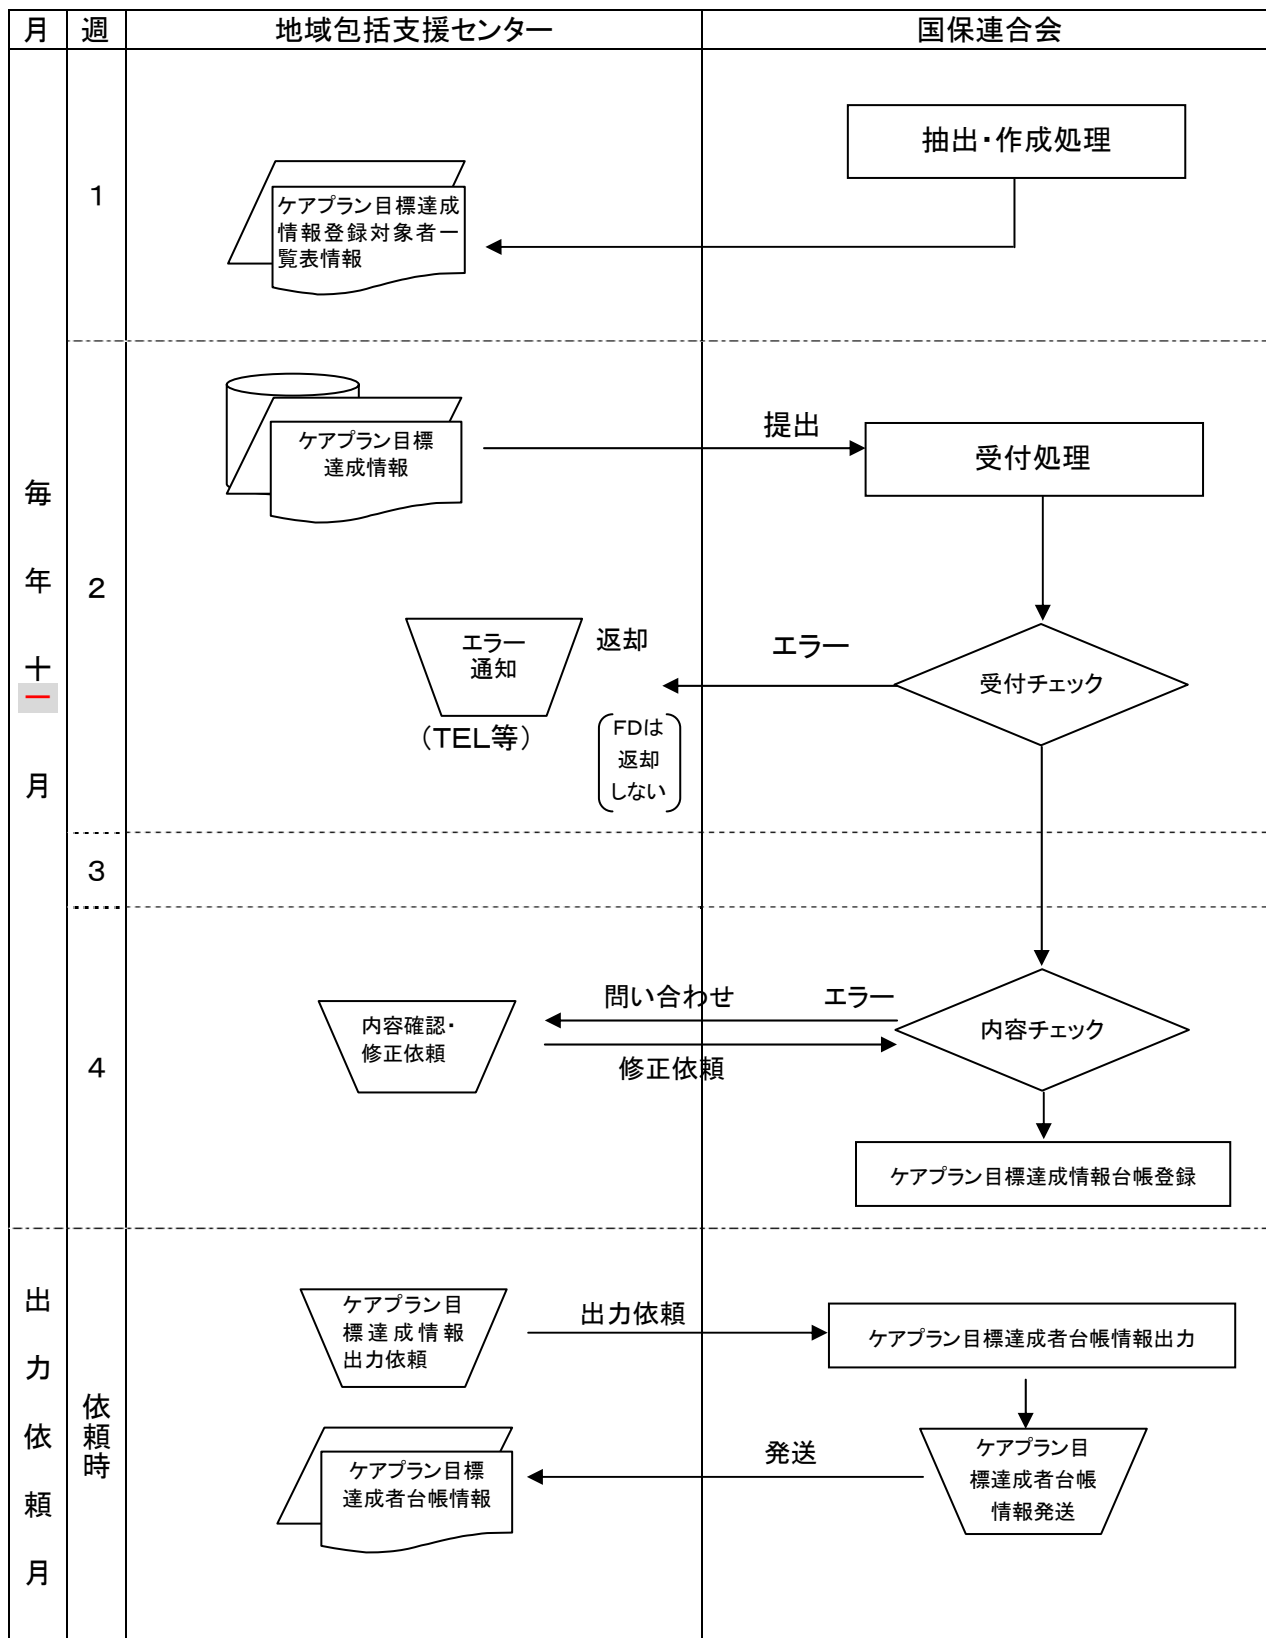 月 週 地域包括支援センター 国保連合会
毎年十一月
1
抽出・作成処理
ケアプラン目標達成
情報登録対象者一
覧表情報
2
ケアプラン目標
達成情報
提出
受付処理
エラー
通知
(TEL等)
返却
エラー
受付チェック
FDは
返却
しない
3
4
内容確認・
修正依頼
問い合わせ
エラー
修正依頼
内容チェック
ケアプラン目標達成情報台帳登録
出力依頼月
依頼時
ケアプラン目
標達成情報
出力依頼
出力依頼
ケアプラン目標達成者台帳情報出力
ケアプラン目標
達成者台帳情報
発送
ケアプラン目
標達成者台帳
情報発送